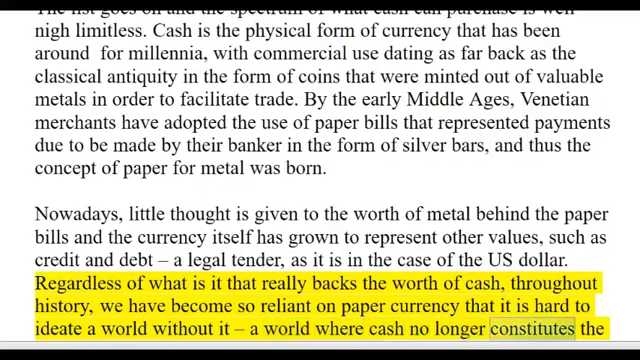 The list goes on and the spectrum of what cash can purchase is well
nigh limitless. Cash is the physical form of currency that has been
around for millennia, with commercial use dating as far back as the
classical antiquity in the form of coins that were minted out of valuable
metals in order to facilitate trade. By the early Middle Ages, Venetian
merchants have adopted the use of paper bills that represented payments
due to be made by their banker in the form of silver bars, and thus the
concept of paper for metal was born.
Nowadays, little thought is given to the worth of metal behind the paper
bills and the currency itself has grown to represent other values, such as
credit and debt – a legal tender, as it is in the case of the US dollar.
Regardless of what is it that really backs the worth of cash, throughout
history, we have become so reliant on paper currency that it is hard to
ideate a world without it – a world where cash no longer constitutes the